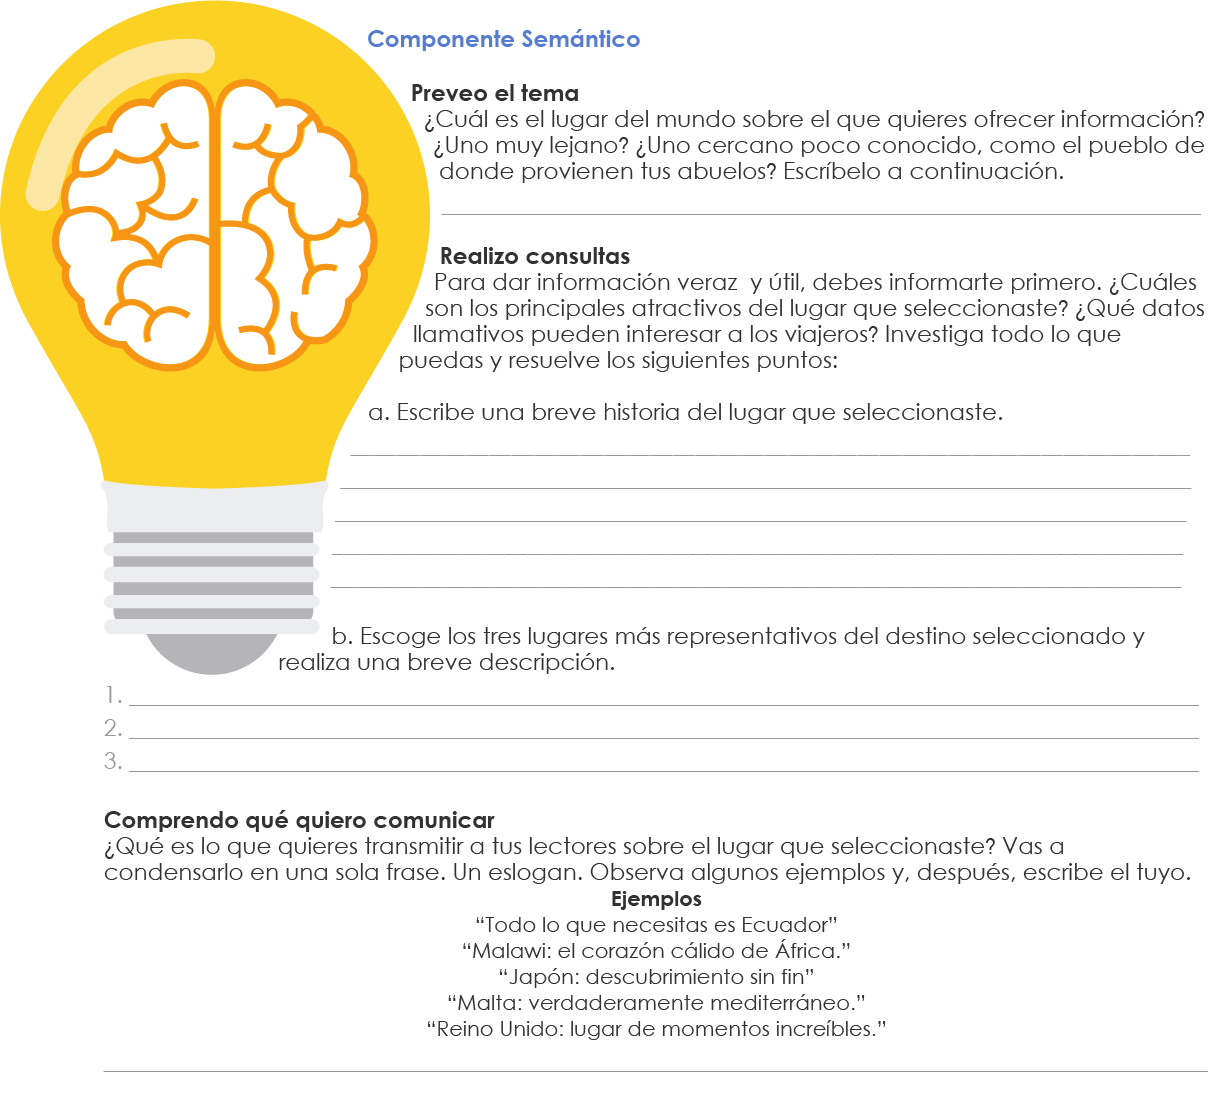 Componente Semántico
Preveo el tema
¿Cuál es el lugar del mundo sobre el que quieres ofrecer información?
¿Uno muy lejano? ¿Uno cercano poco conocido, como el pueblo de
donde provienen tus abuelos? Escríbelo a continuación.
Realizo consultas
Para dar información veraz  y útil, debes informarte primero. ¿Cuáles
son los principales atractivos del lugar que seleccionaste? ¿Qué datos
llamativos pueden interesar a los viajeros? Investiga todo lo que
puedas y resuelve los siguientes puntos:
a. Escribe una breve historia del lugar que seleccionaste.
b. Escoge los tres lugares más representativos del destino seleccionado y
realiza una breve descripción.
1.
2.
3.
Comprendo qué quiero comunicar
¿Qué es lo que quieres transmitir a tus lectores sobre el lugar que seleccionaste? Vas a
condensarlo en una sola frase. Un eslogan. Observa algunos ejemplos y, después, escribe el tuyo.
Ejemplos
“Todo lo que necesitas es Ecuador”
“Malawi: el corazón cálido de África.”
“Japón: descubrimiento sin fin”
“Malta: verdaderamente mediterráneo.”
“Reino Unido: lugar de momentos increíbles.”